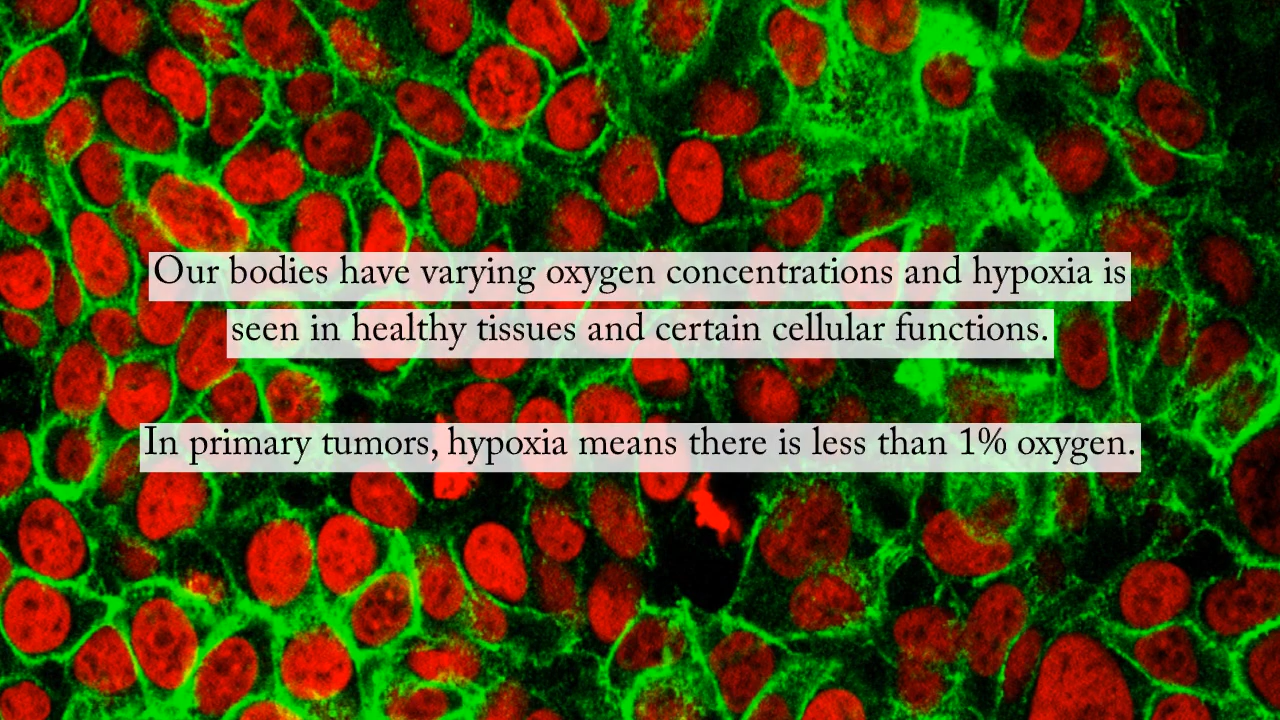 Our bodies have varying oxygen concentrations and hypoxia is
seen in healthy tissues and certain cellular functions.
In primary tumors, hypoxia means there is less than 1% oxygen.